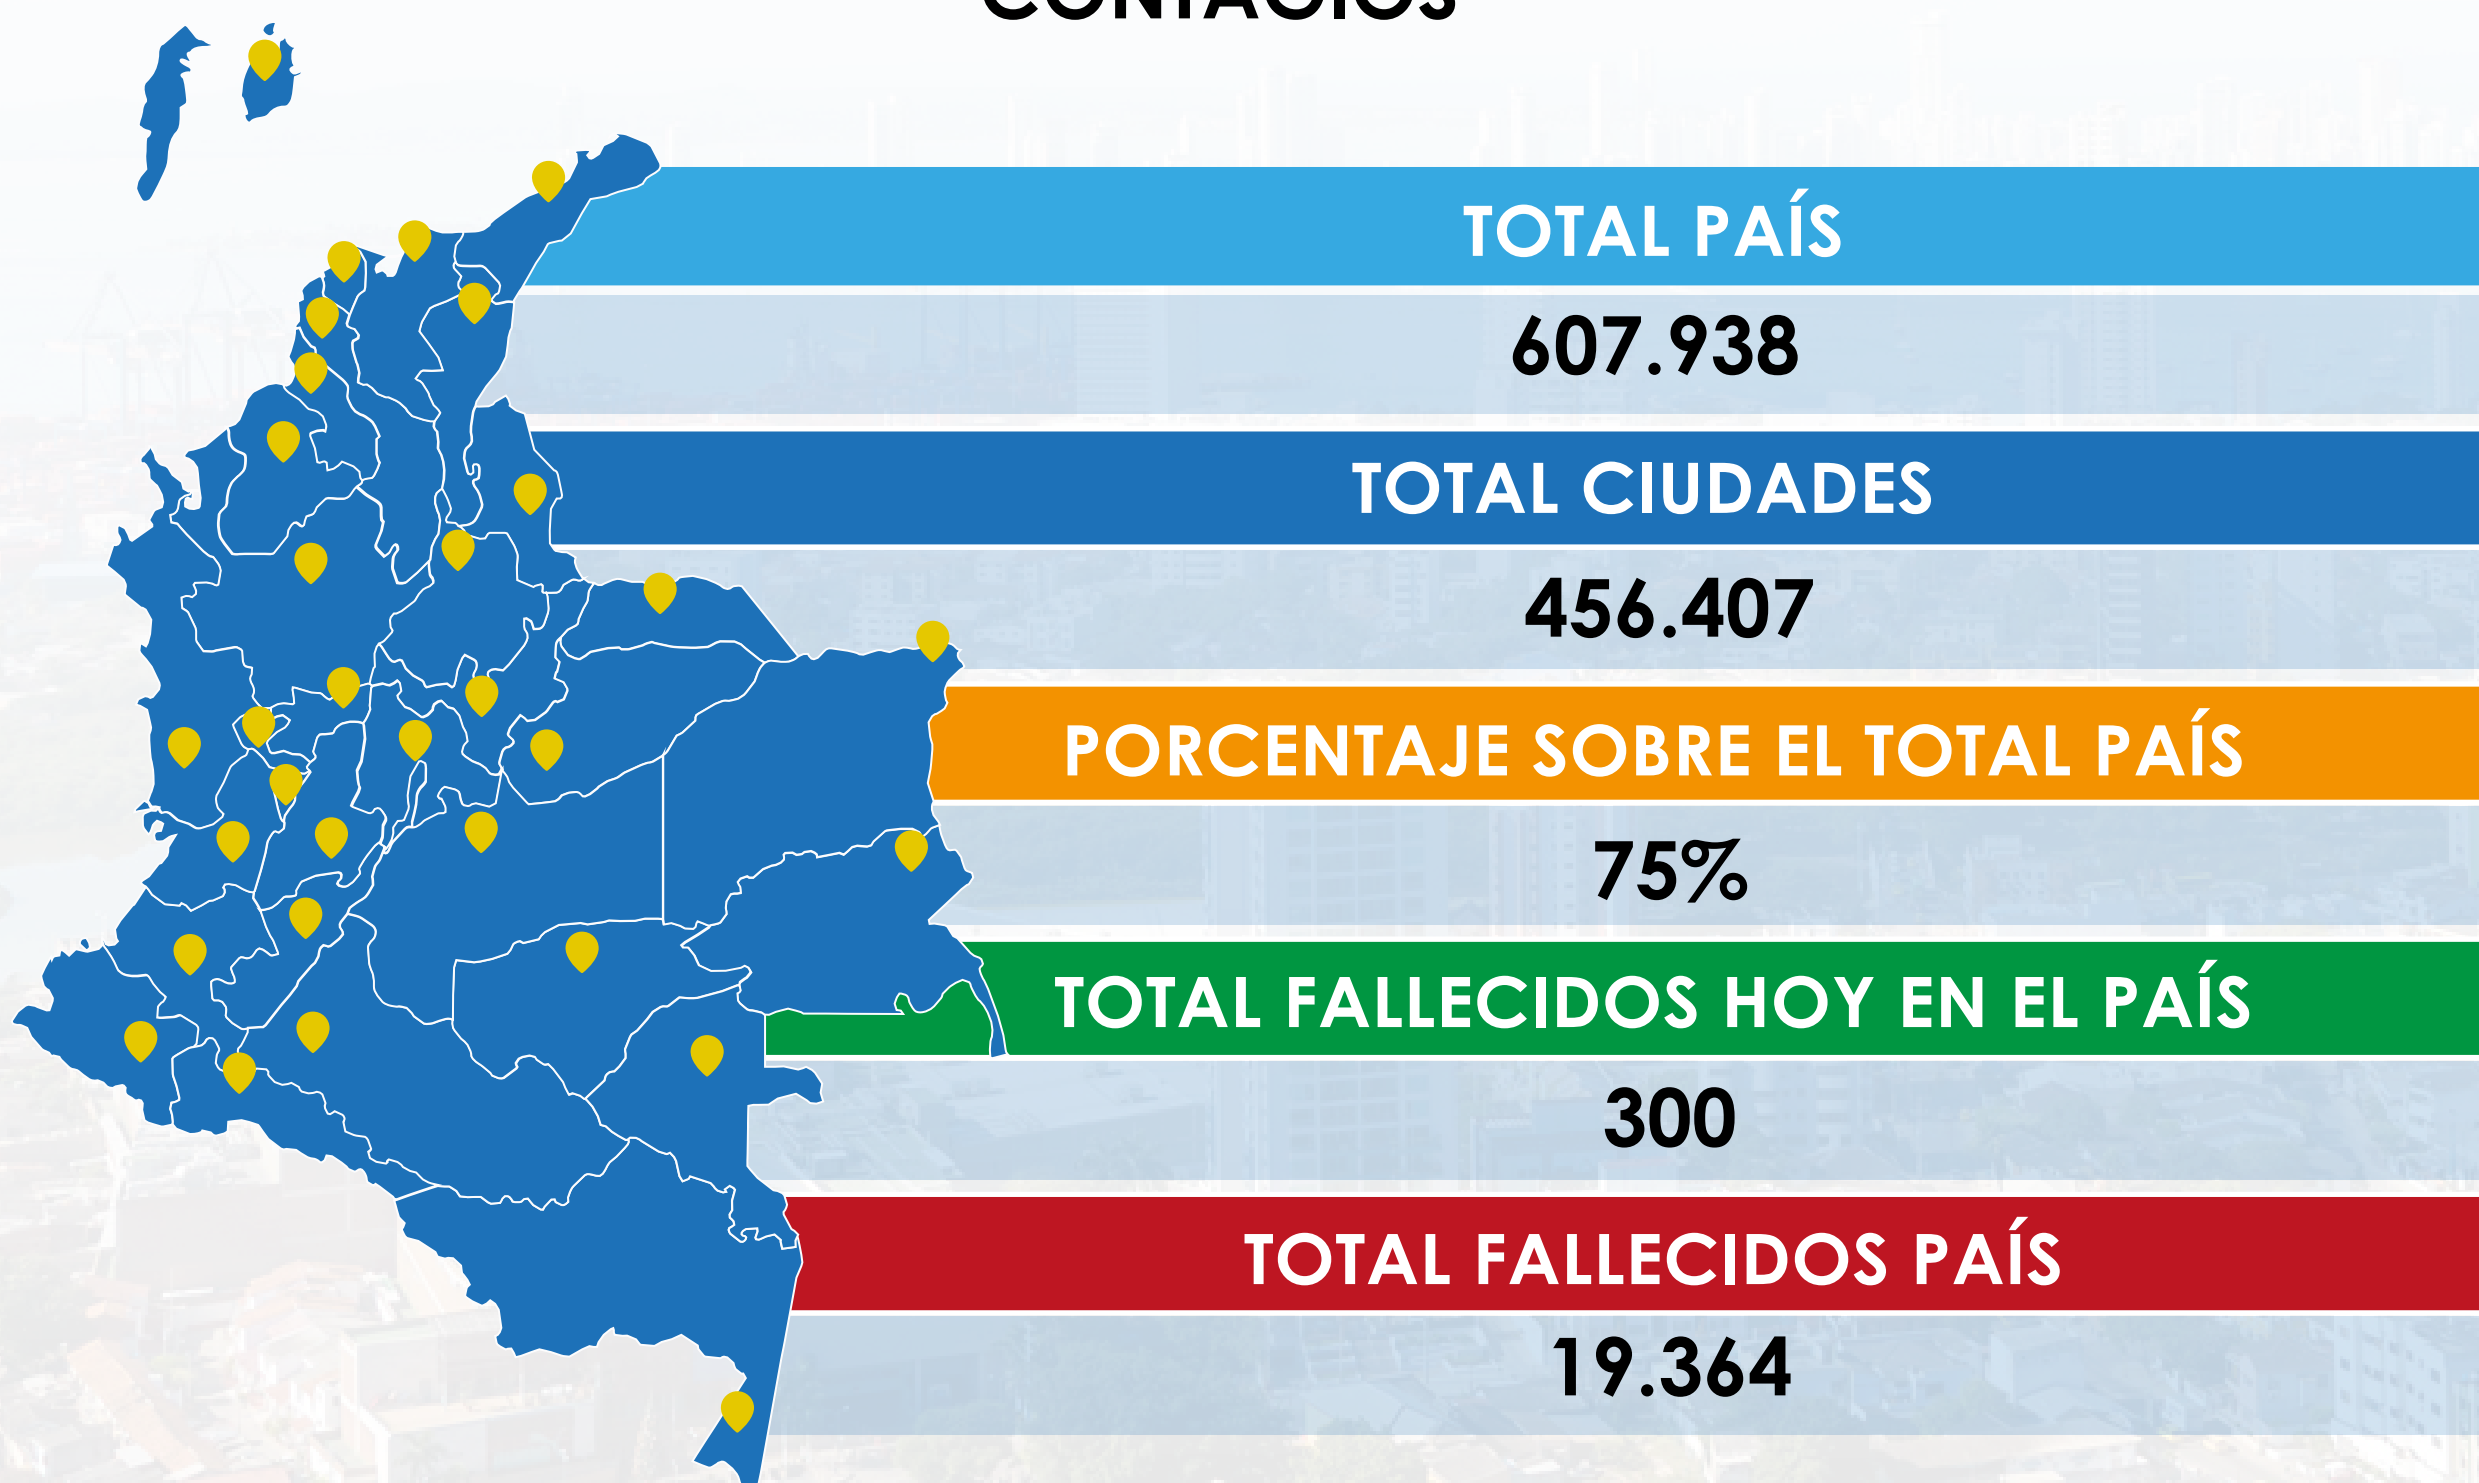 CONTAGIOS
TOTAL PAÍS
607.938
TOTAL CIUDADES
456.407
PORCENTAJE SOBRE EL TOTAL PAÍS
75%
TOTAL FALLECIDOS HOY EN EL PAÍS
300
TOTAL FALLECIDOS PAÍS
19.364